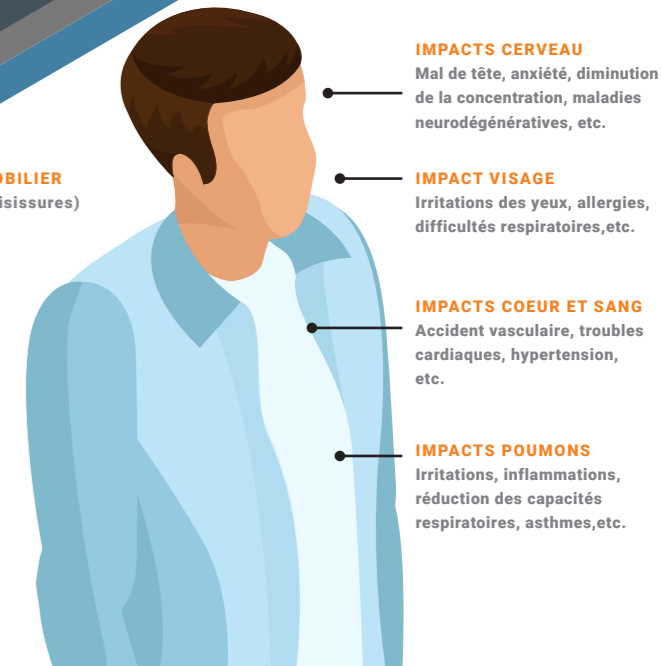 IMPACTS CERVEAU
Mal de tête, anxiété, diminution
de la concentration, maladies
neurodégénératives, etc.
OBILIER
isissures)
IMPACT VISAGE
Irritations des yeux, allergies,
difficultés respiratoires,etc.
IMPACTS COEUR ET SANG
Accident vasculaire, troubles
cardiaques, hypertension,
etc.
IMPACTS POUMONS
Irritations, inflammations,
réduction des capacités
respiratoires, asthmes,etc.